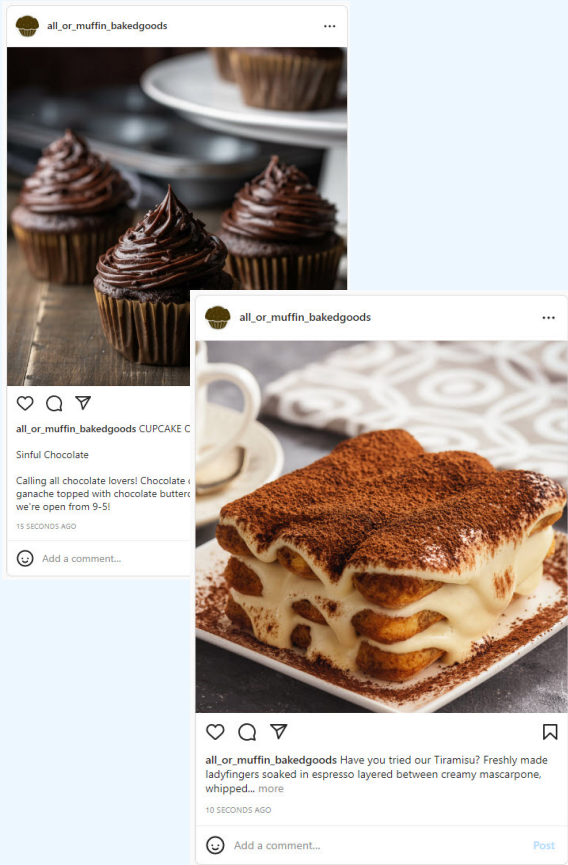 all_or_muffin_bakedgoods
all_or_muffin_bakedgoods CUPCAKE
Sinful Chocolate
Calling all chocolate lovers! Chocolate
ganache topped with chocolate
we're open from 9-5!
15 SECONDS AGO
Add a comment...
all_or_muffin_bakedgoods
all_or_muffin_bakedgoods Have you tried our Tiramisu? Freshly made
ladyfingers soaked in espresso layered between creamy mascarpone,
whipped... more
10 SECONDS AGO
Add a comment... Post